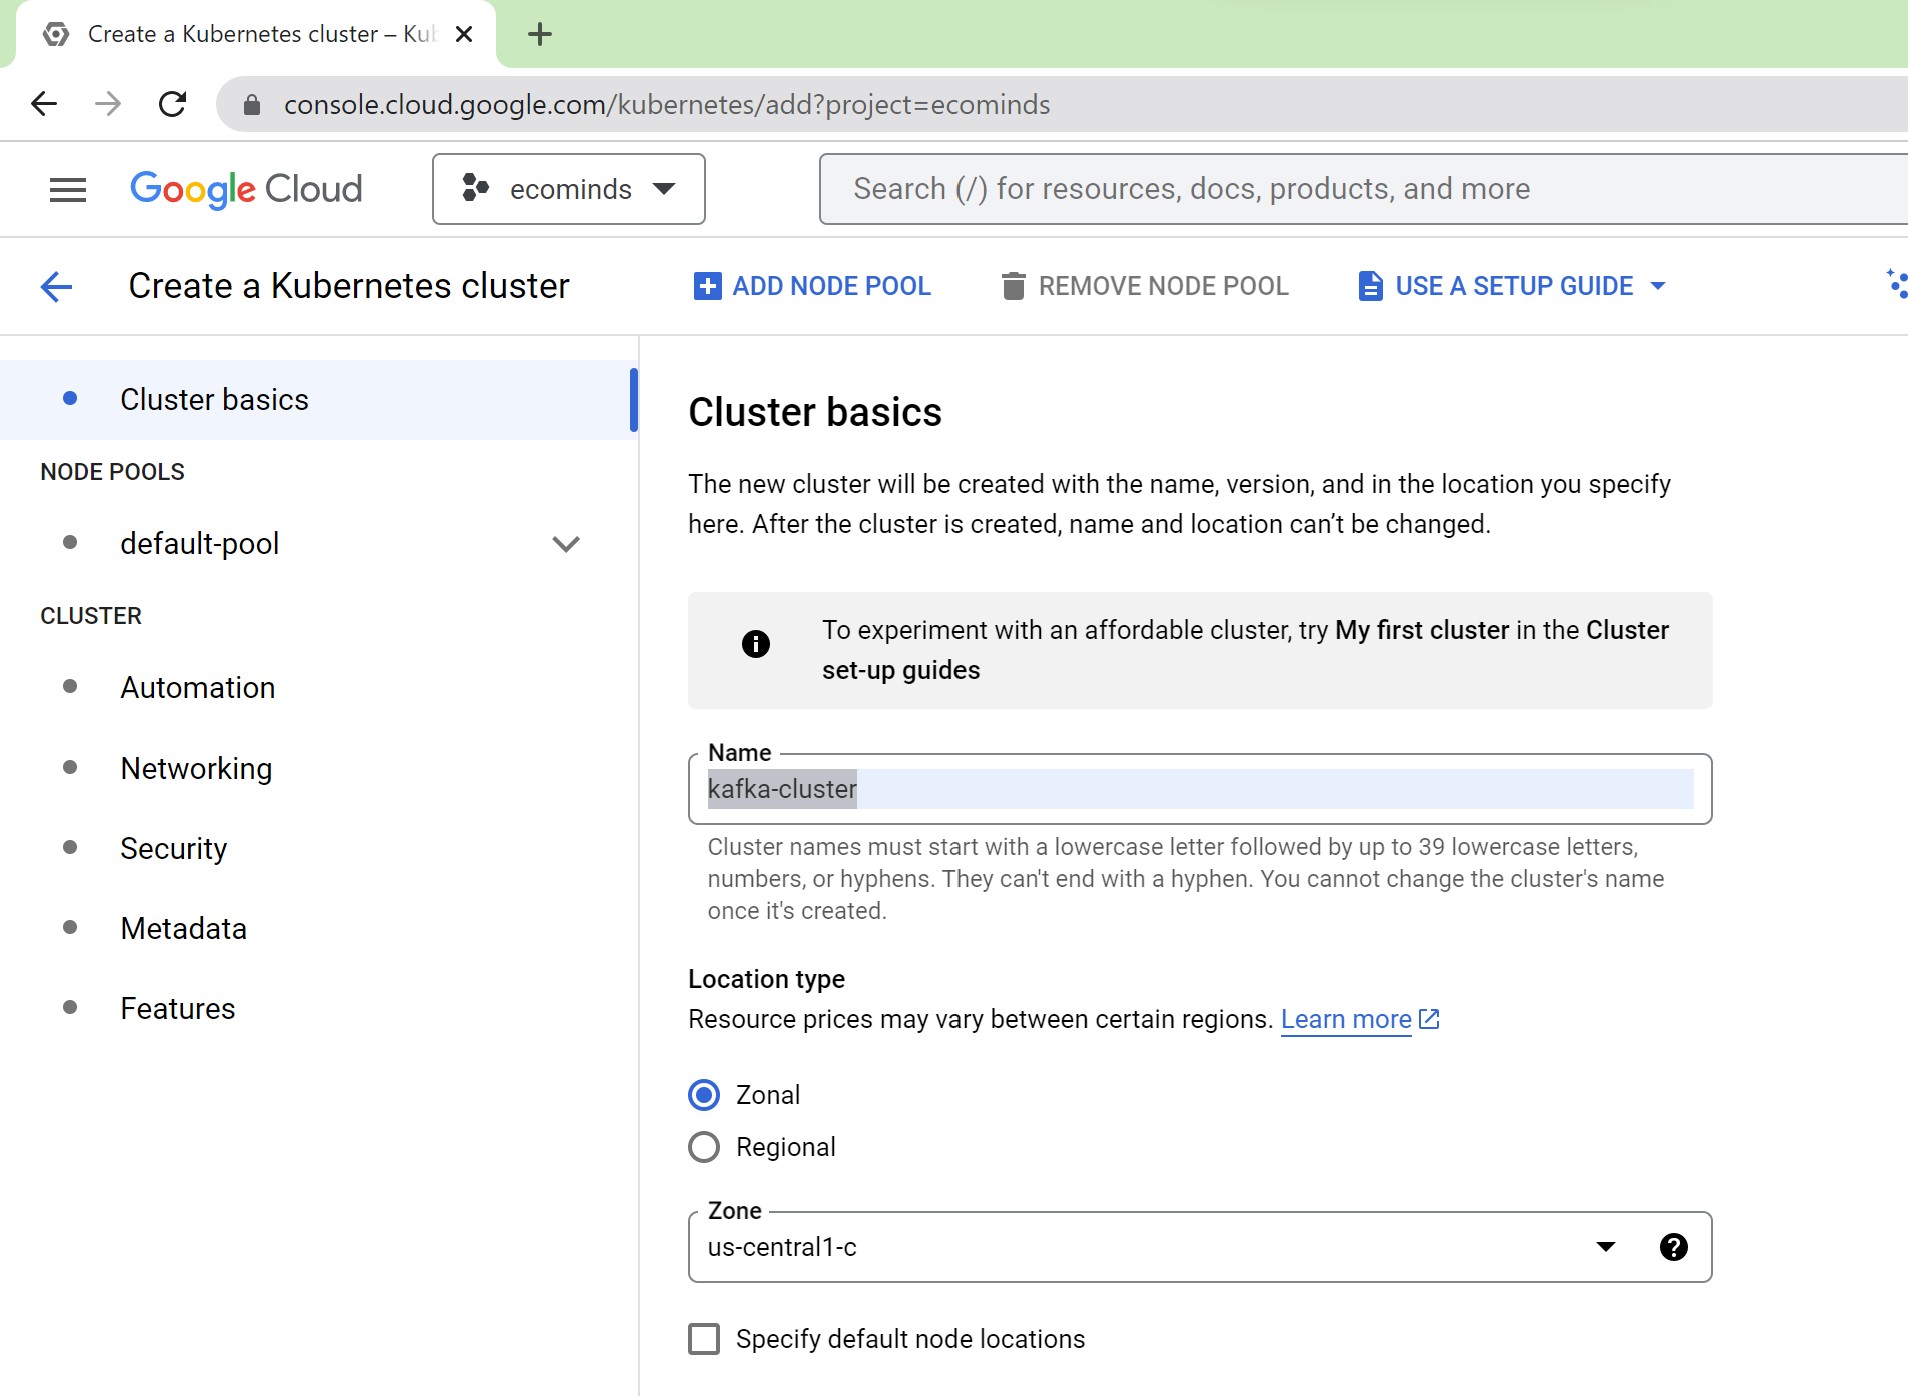 Create a Kubernetes cluster – Kub
console.cloud.google.com/kubernetes/add?project=ecominds
Google Cloud
ecominds
Search (/) for resources, docs, products, and more
Create a Kubernetes cluster
ADD NODE POOL
REMOVE NODE POOL
USE A SETUP GUIDE
Cluster basics
NODE POOLS
default-pool
CLUSTER
Automation
Networking
Security
Metadata
Features
Cluster basics
The new cluster will be created with the name, version, and in the location you specify
here. After the cluster is created, name and location can’t be changed.
To experiment with an affordable cluster, try My first cluster in the Cluster
set-up guides
Name
kafka-cluster
Cluster names must start with a lowercase letter followed by up to 39 lowercase letters,
numbers, or hyphens. They can't end with a hyphen. You cannot change the cluster's name
once it's created.
Location type
Resource prices may vary between certain regions. Learn more
Zonal
Regional
Zone
us-central1-c
Specify default node locations